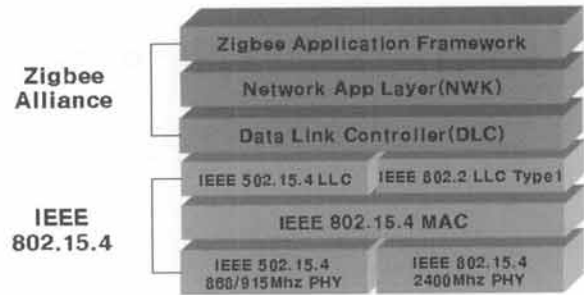 Zigbee Application Framework
Zigbee
Alliance
Network App Layer(NWK)
Data Link Controller(DLC)
IEEE 502.15.4 LLC
IEEE 802.2 LLC Type1
IEEE
802.15.4
IEEE 802.15.4 MAC
IEEE 502.15.4
868/915Mhz PHY
IEEE 802.15.4
2400Mhz PHY